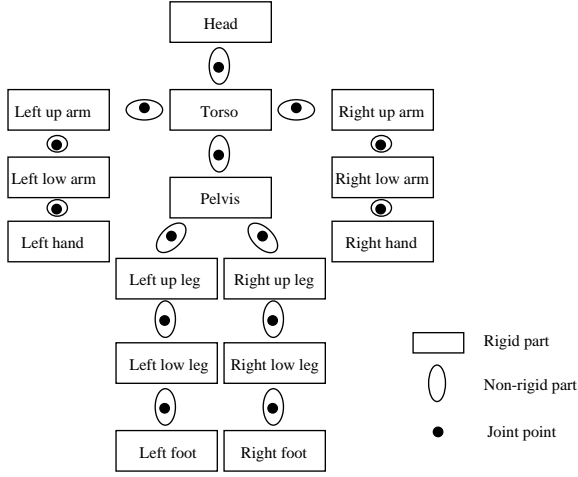 Head
Left up arm
Torso
Right up arm
Left low arm
Pelvis
Right low arm
Left hand
Right hand
Left up leg
Right up leg
Left low leg
Right low leg
Left foot
Right foot
Rigid part
Non-rigid part
Joint point